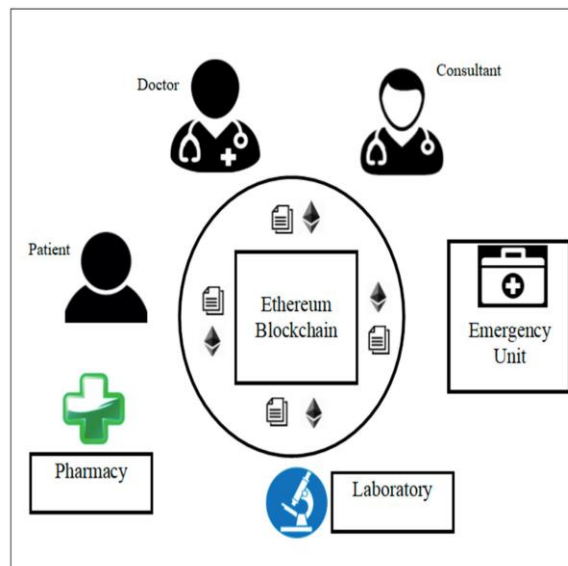 Consultant
Doctor
Patient
Ethereum
Blockchain
Emergency
Unit
Pharmacy
Laboratory